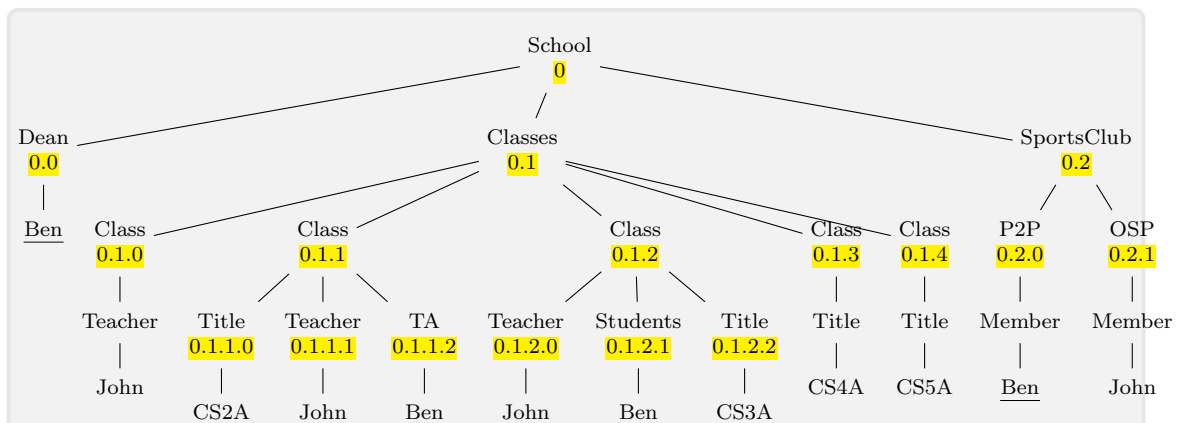 School
0
Dean Classes SportsClub
0.0 0.1 0.2
Ben Class Class Class Class Class P2P OSP
0.1.0 0.1.1 0.1.2 0.1.3 0.1.4 0.2.0 0.2.1
Teacher Title Teacher TA Teacher Students Title Title Title Member Member
0.1.1.0 0.1.1.1 0.1.1.2 0.1.2.0 0.1.2.1 0.1.2.2
John CS4A CS5A Ben John
CS2A John Ben John Ben CS3A